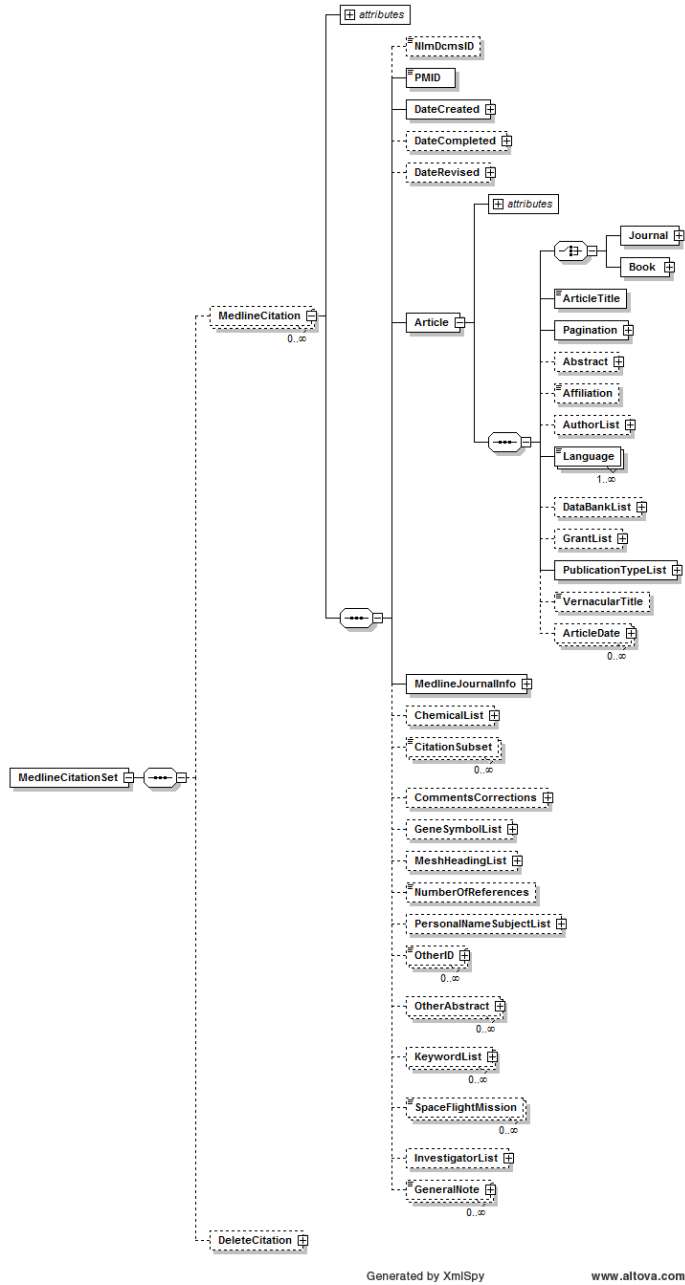 attributes
NlmDcmsID
PMID
DateCreated
DateCompleted
DateRevised
attributes
Journal
Book
ArticleTitle
MedlineCitation
0..∞
Article
Pagination
Abstract
Affiliation
AuthorList
Language
1..∞
DataBankList
GrantList
PublicationTypeList
VernacularTitle
ArticleDate
0..∞
MedlineJournalInfo
ChemicalList
CitationSubset
0..∞
MedlineCitationSet
CommentsCorrections
GeneSymbolList
MeshHeadingList
NumberOfReferences
PersonalNameSubjectList
OtherID
0..∞
OtherAbstract
0..∞
KeywordList
0..∞
SpaceFlightMission
0..∞
InvestigatorList
GeneralNote
0..∞
DeleteCitation
Generated by XmlSpy www.altova.com